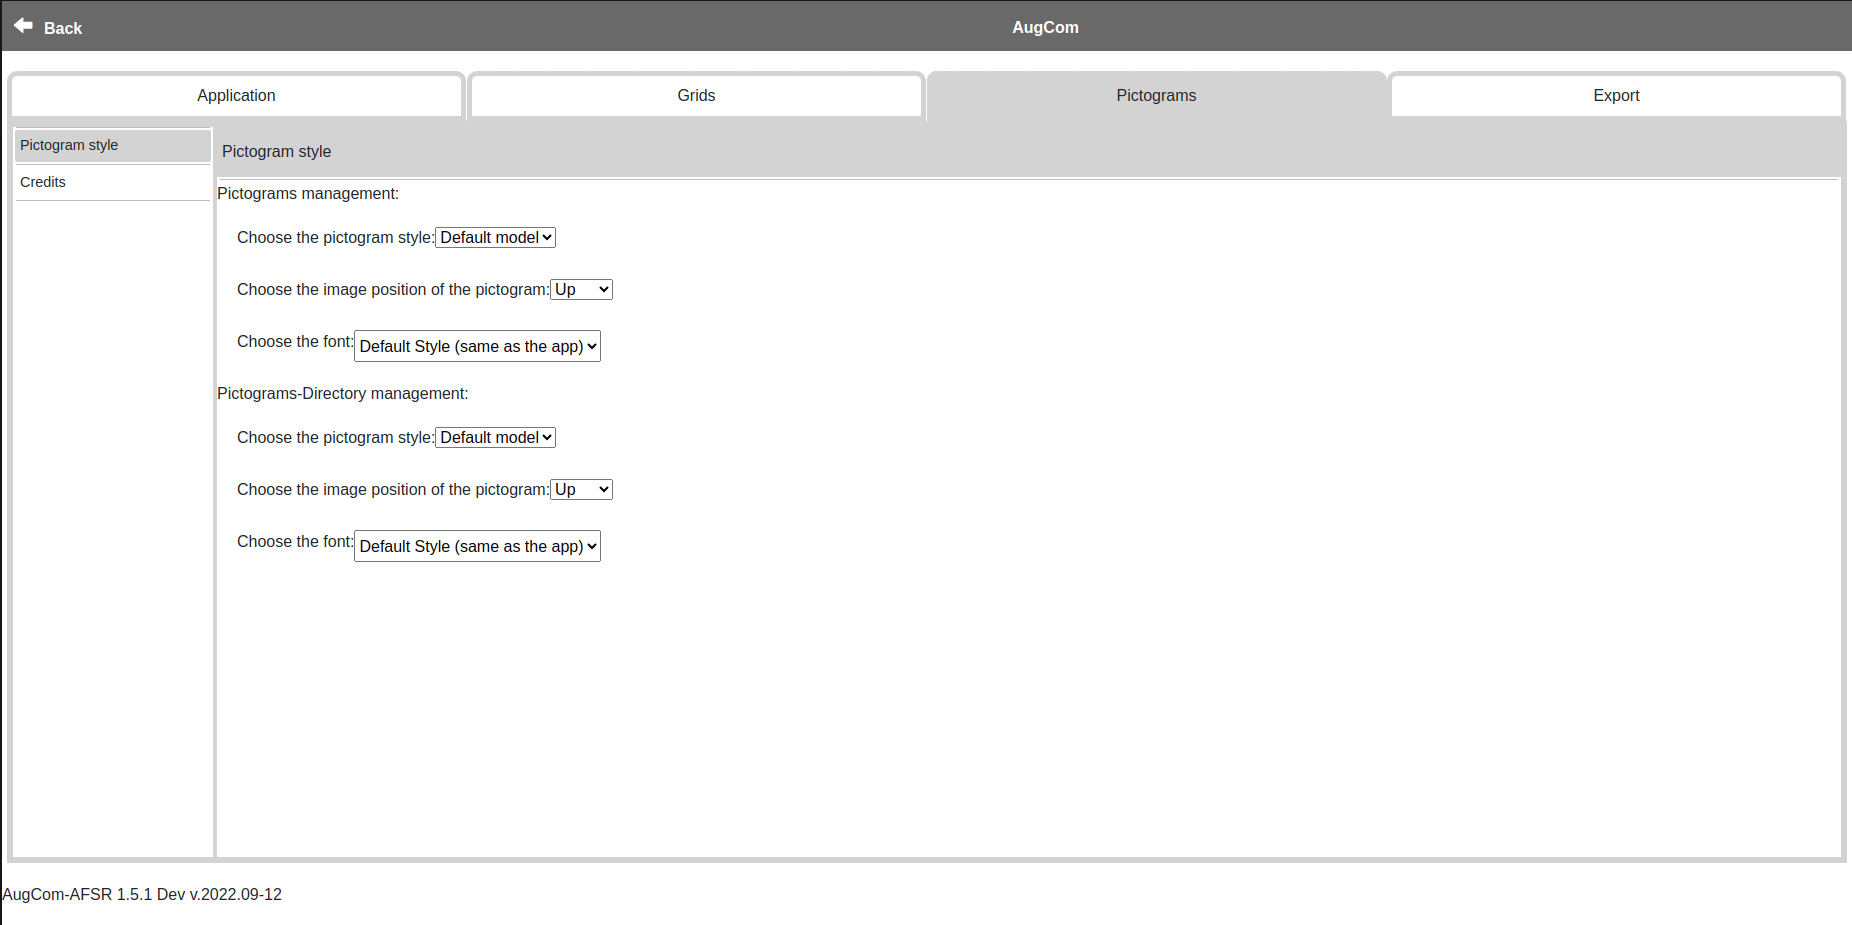 Back
AugCom
Application
Grids
Pictograms
Export
Pictogram style
Credits
Pictogram style
Pictograms management:
Choose the pictogram style: Default model
Choose the image position of the pictogram: Up
Choose the font: Default Style (same as the app)
Pictograms-Directory management:
Choose the pictogram style: Default model
Choose the image position of the pictogram: Up
Choose the font: Default Style (same as the app)
AugCom-AFSR 1.5.1 Dev v.2022.09-12